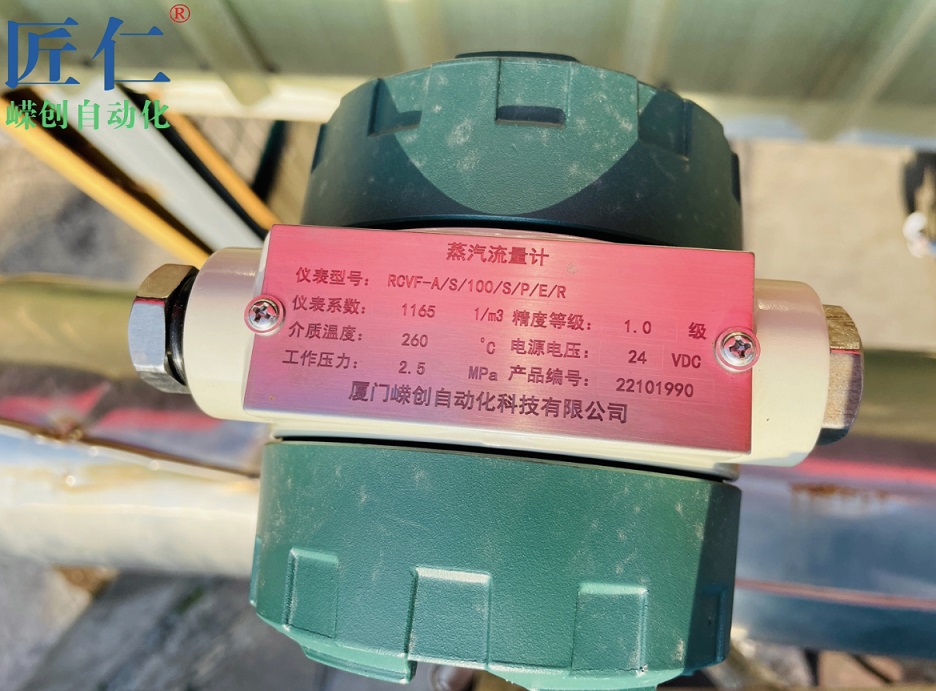 匠仁®
嵘创自动化
蒸汽流量计
仪表型号: RCVF-A/S/100/S/P/E/R
仪表系数: 1165 1/m3 精度等级: 1.0 级
介质温度: 260 ℃ 电源电压: 24 VDC
工作压力: 2.5 MPa 产品编号: 22101990
厦门嵘创自动化科技有限公司